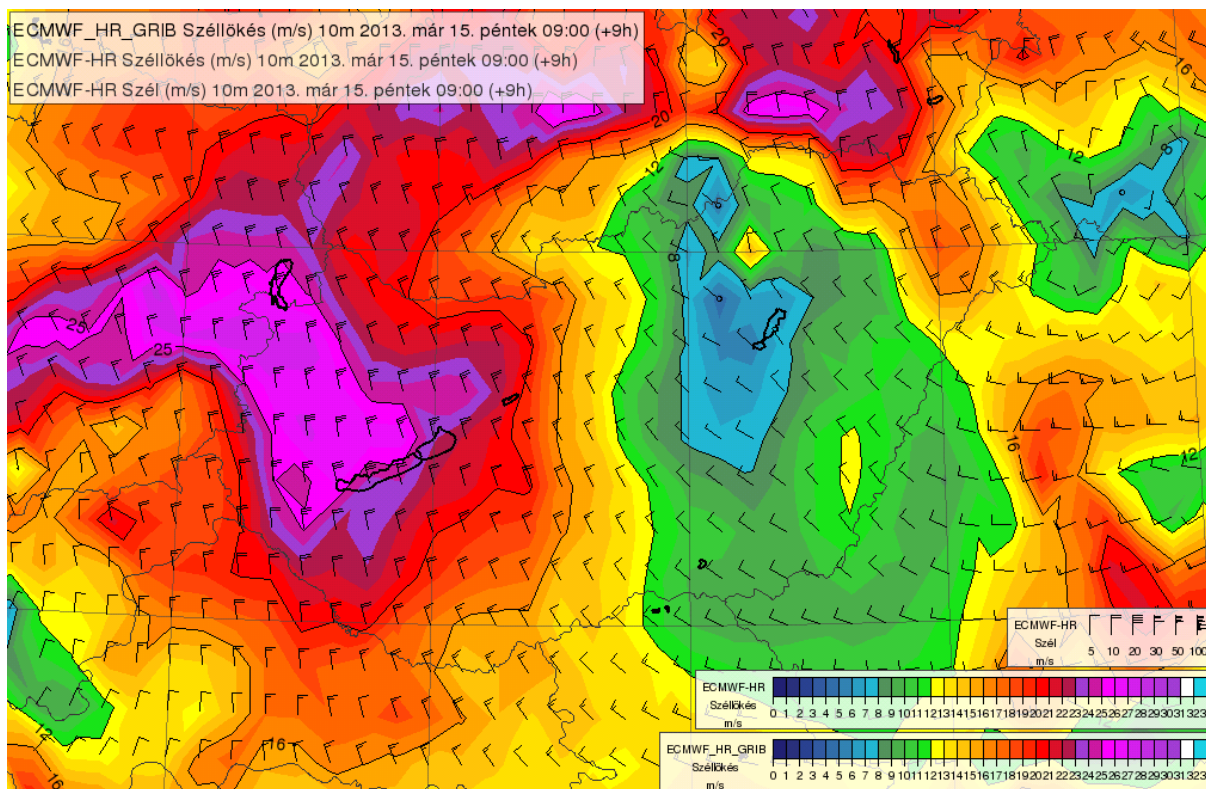 ECMWF_HR_GRIB Széllökés (m/s) 10m 2013. már 15. péntek 09:00 (+9h)
ECMWF-HR Széllökés (m/s) 10m 2013. már 15. péntek 09:00 (+9h)
ECMWF-HR Szél (m/s) 10m 2013. már 15. péntek 09:00 (+9h)
20
16
20
12
12
8
8
25
25
16
12
ECMWF-HR
Szél
m/s
5 10 20 30 50 100
ECMWF-HR
Széllökés
m/s
0 1 2 3 4 5 6 7 8 9 10 11 12 13 14 15 16 17 18 19 20 21 22 23 24 25 26 27 28 29 30 31 32 3
12
16
ECMWF_HR_GRIB
Széllökés
m/s
0 1 2 3 4 5 6 7 8 9 10 11 12 13 14 15 16 17 18 19 20 21 22 23 24 25 26 27 28 29 30 31 32 3
16